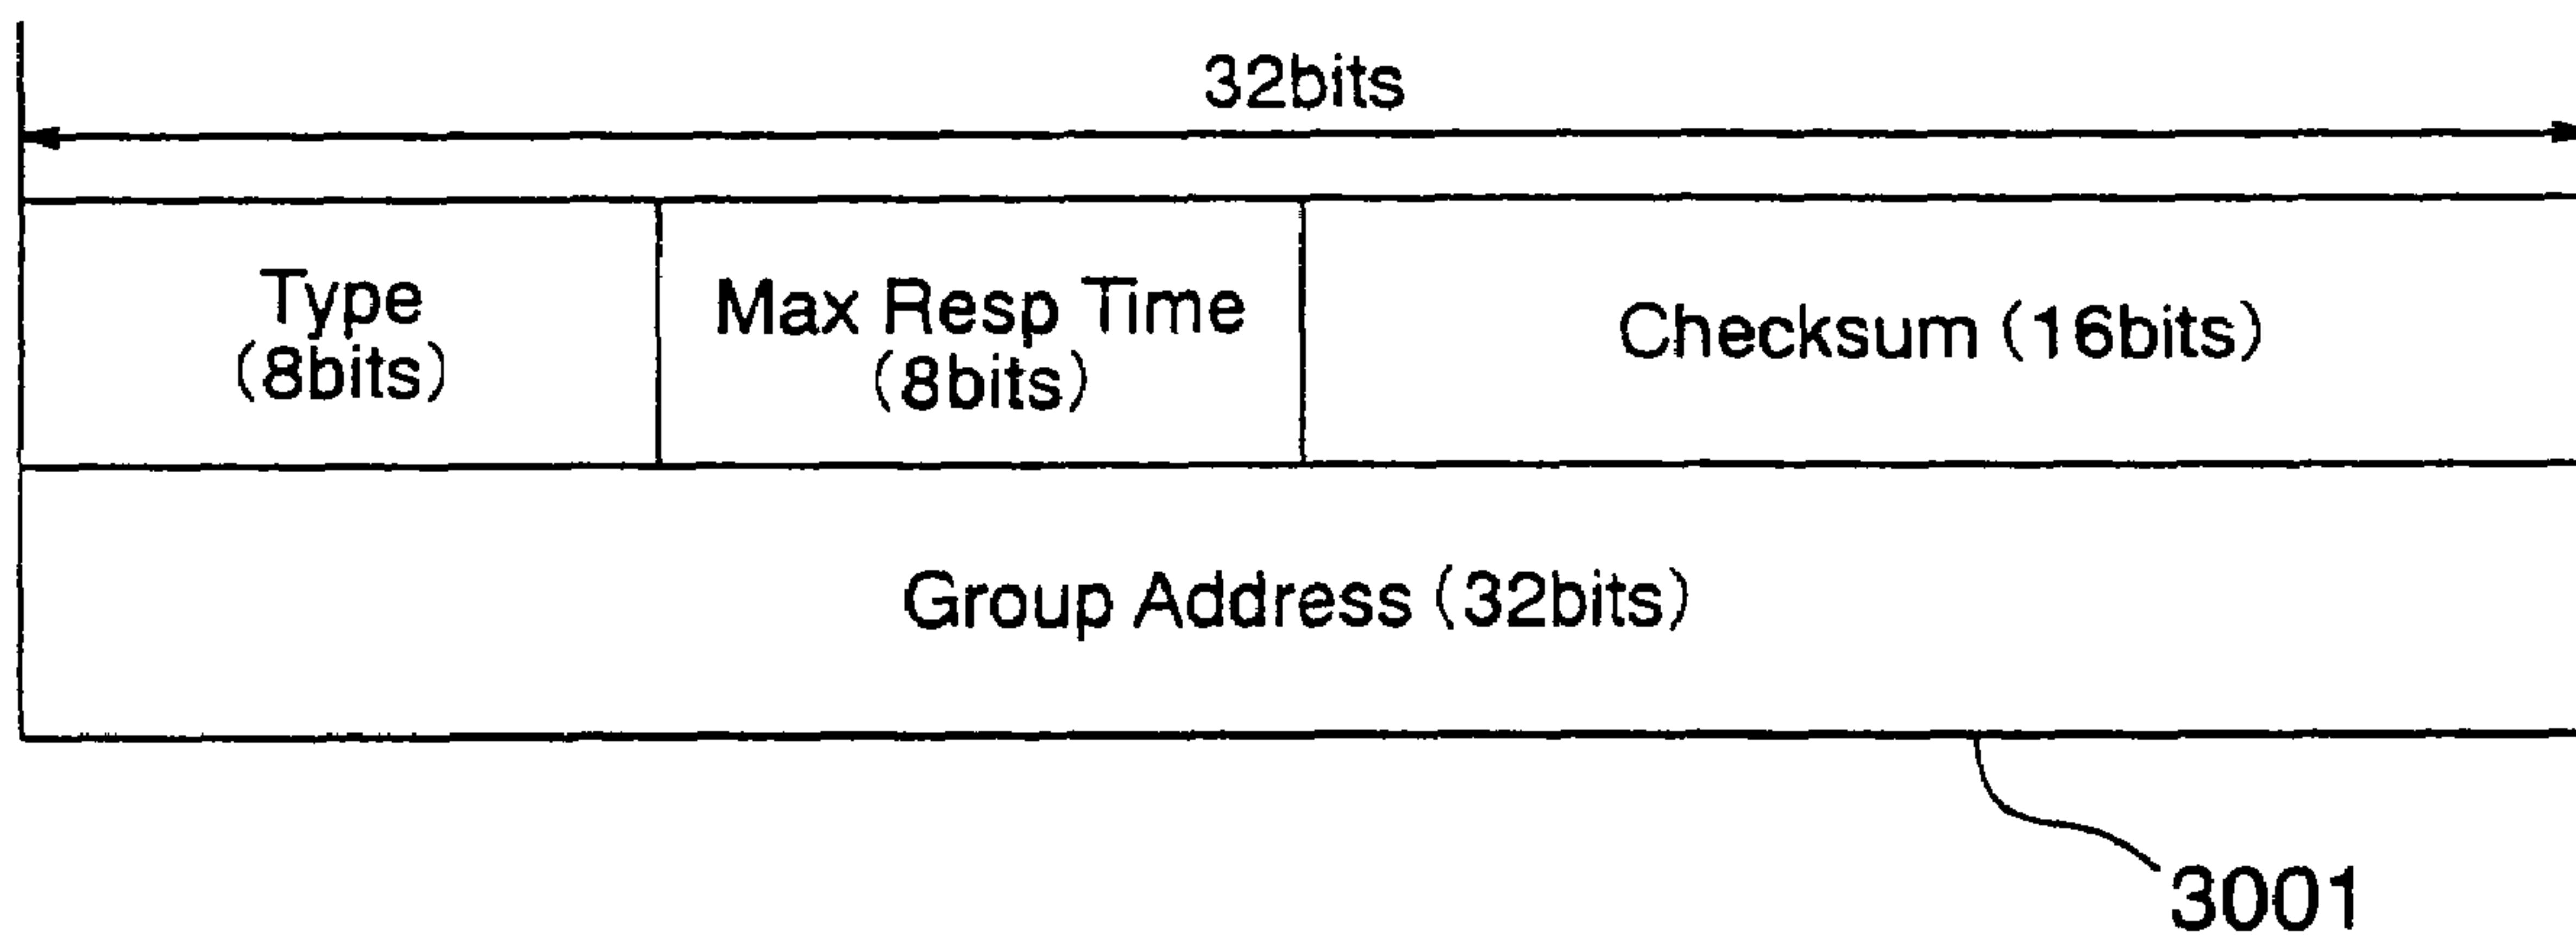 32bits
Type
(8bits)
Max Resp Time
(8bits)
Checksum (16bits)
Group Address (32bits)
3001